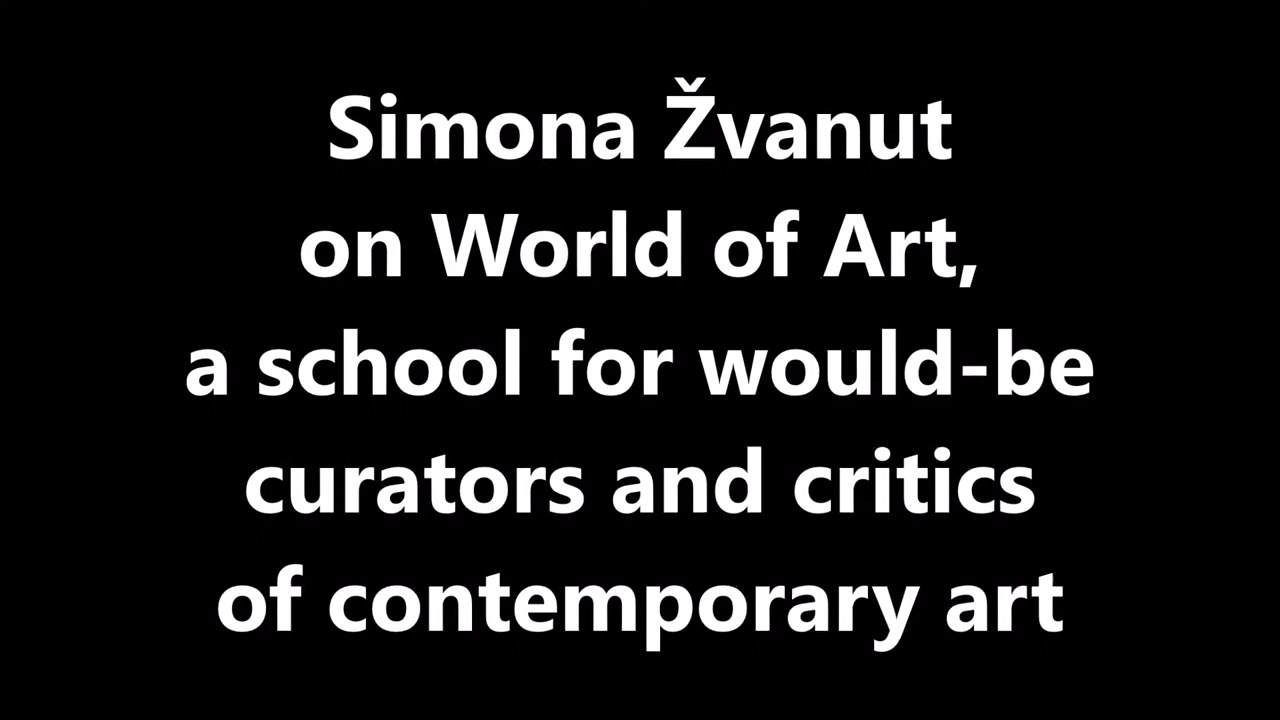 Simona Žvanut
on World of Art,
a school for would-be
curators and critics
of contemporary art